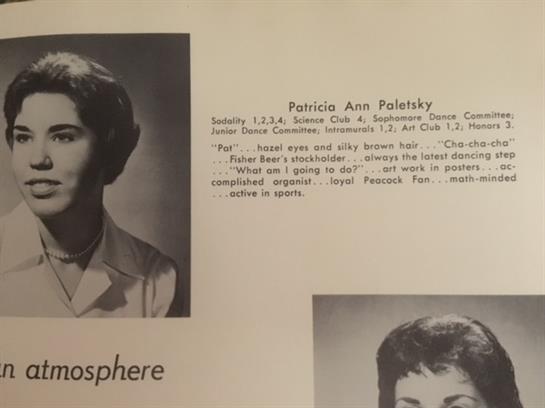 Patricia Ann Paletsky
Sodality 1,2,3,4; Science Club 4; Sophomore Dance Committee;
Junior Dance Committee; Intramurals 1,2; Art Club 1,2; Honors 3.
"Pat"...hazel eyes and silky brown hair..."Cha-cha-cha"
...Fisher Beer's stockholder...always the latest dancing step
..."What am I going to do?"...art work in posters...ac-
complished organist...loyal Peacock Fan...math-minded
...active in sports.
n atmosphere